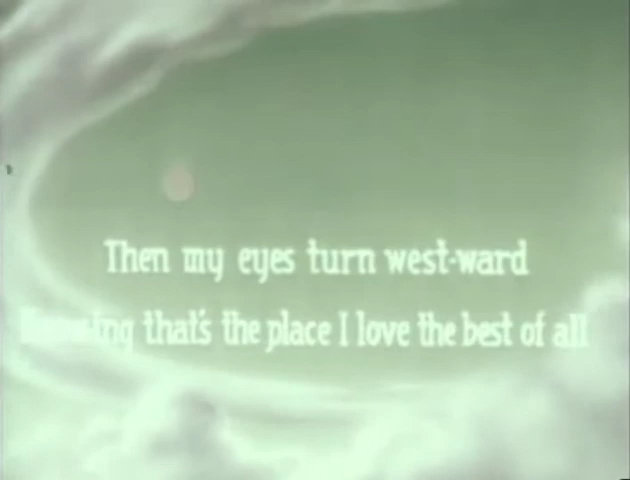 Then my eyes turn west-ward
Knowing that's the place I love the best of all